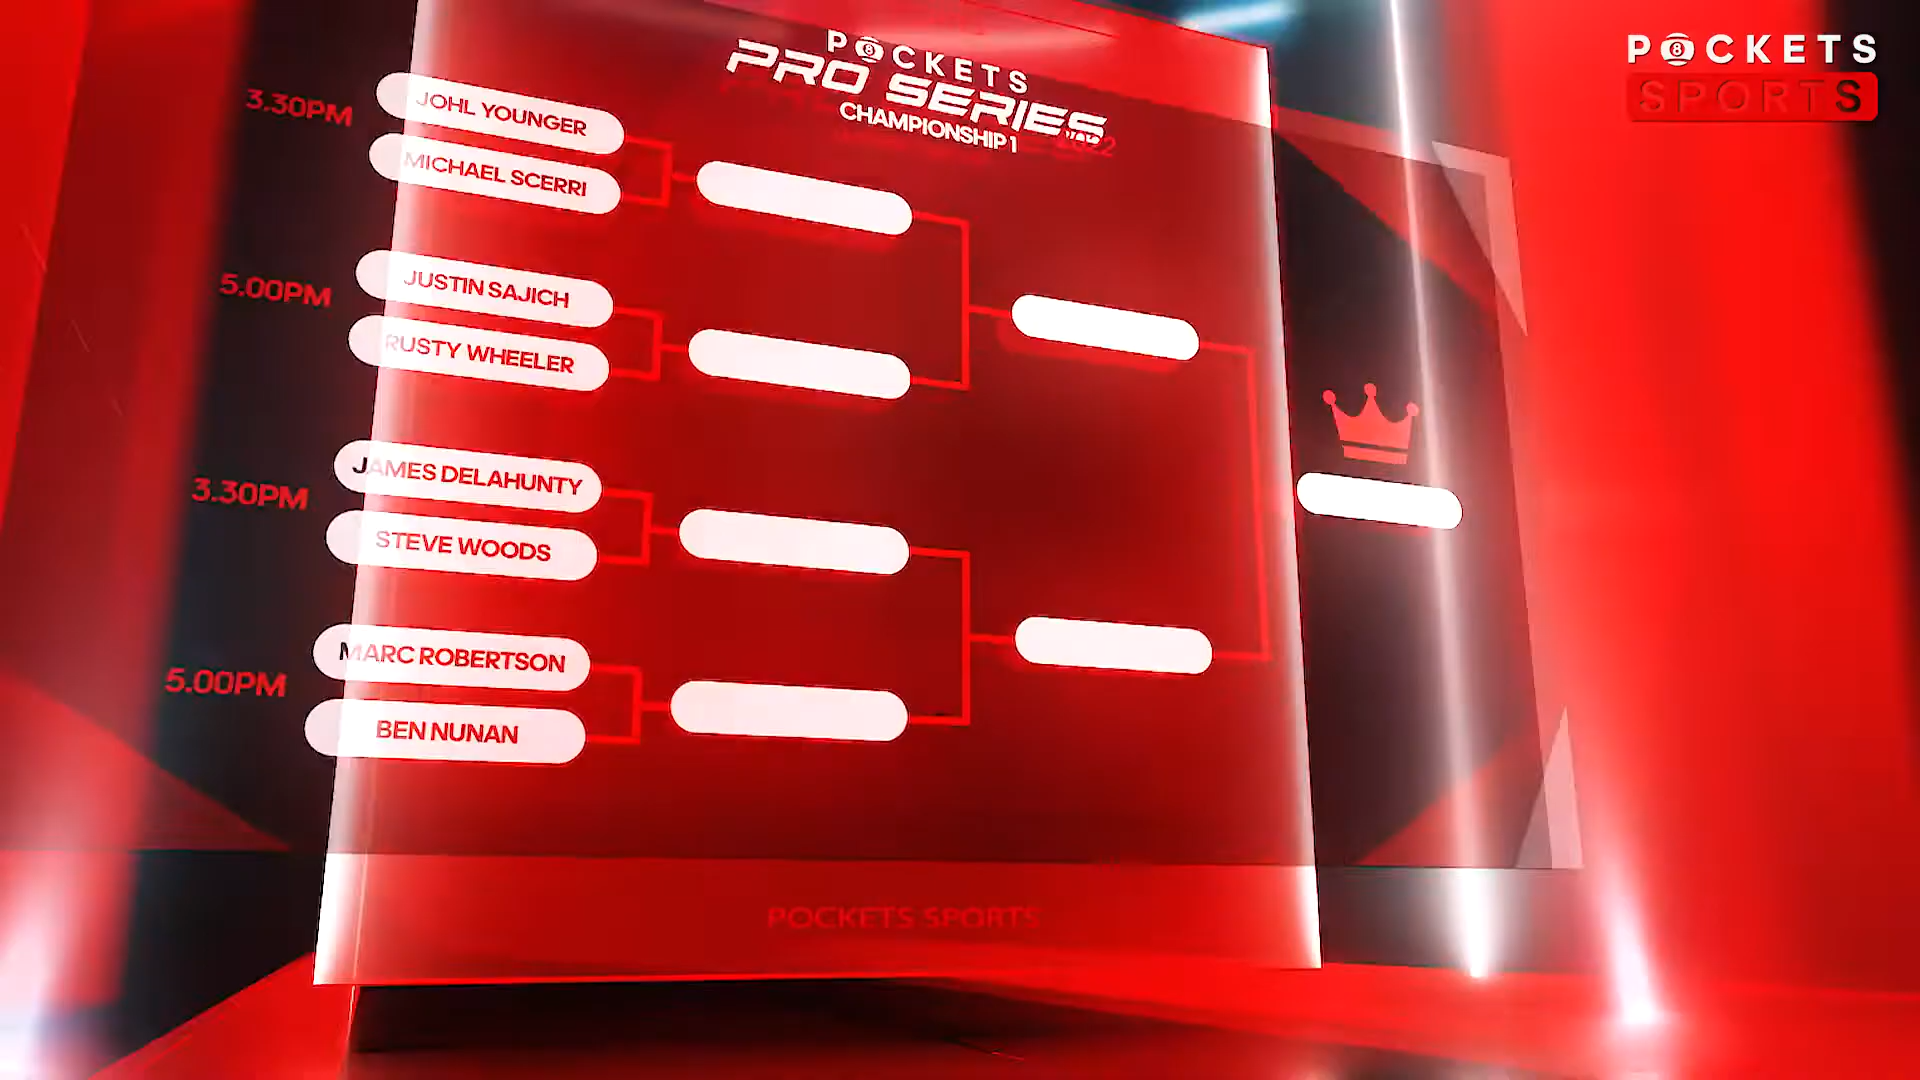 POCKETS
SPORTS
POCKETS
PRO SERIES
2022
CHAMPIONSHIP 1
3.30PM
JOHL YOUNGER
MICHAEL SCERRI
5.00PM
JUSTIN SAJICH
RUSTY WHEELER
3.30PM
JAMES DELAHUNTY
STEVE WOODS
5.00PM
MARC ROBERTSON
BEN NUNAN
POCKETS SPORTS